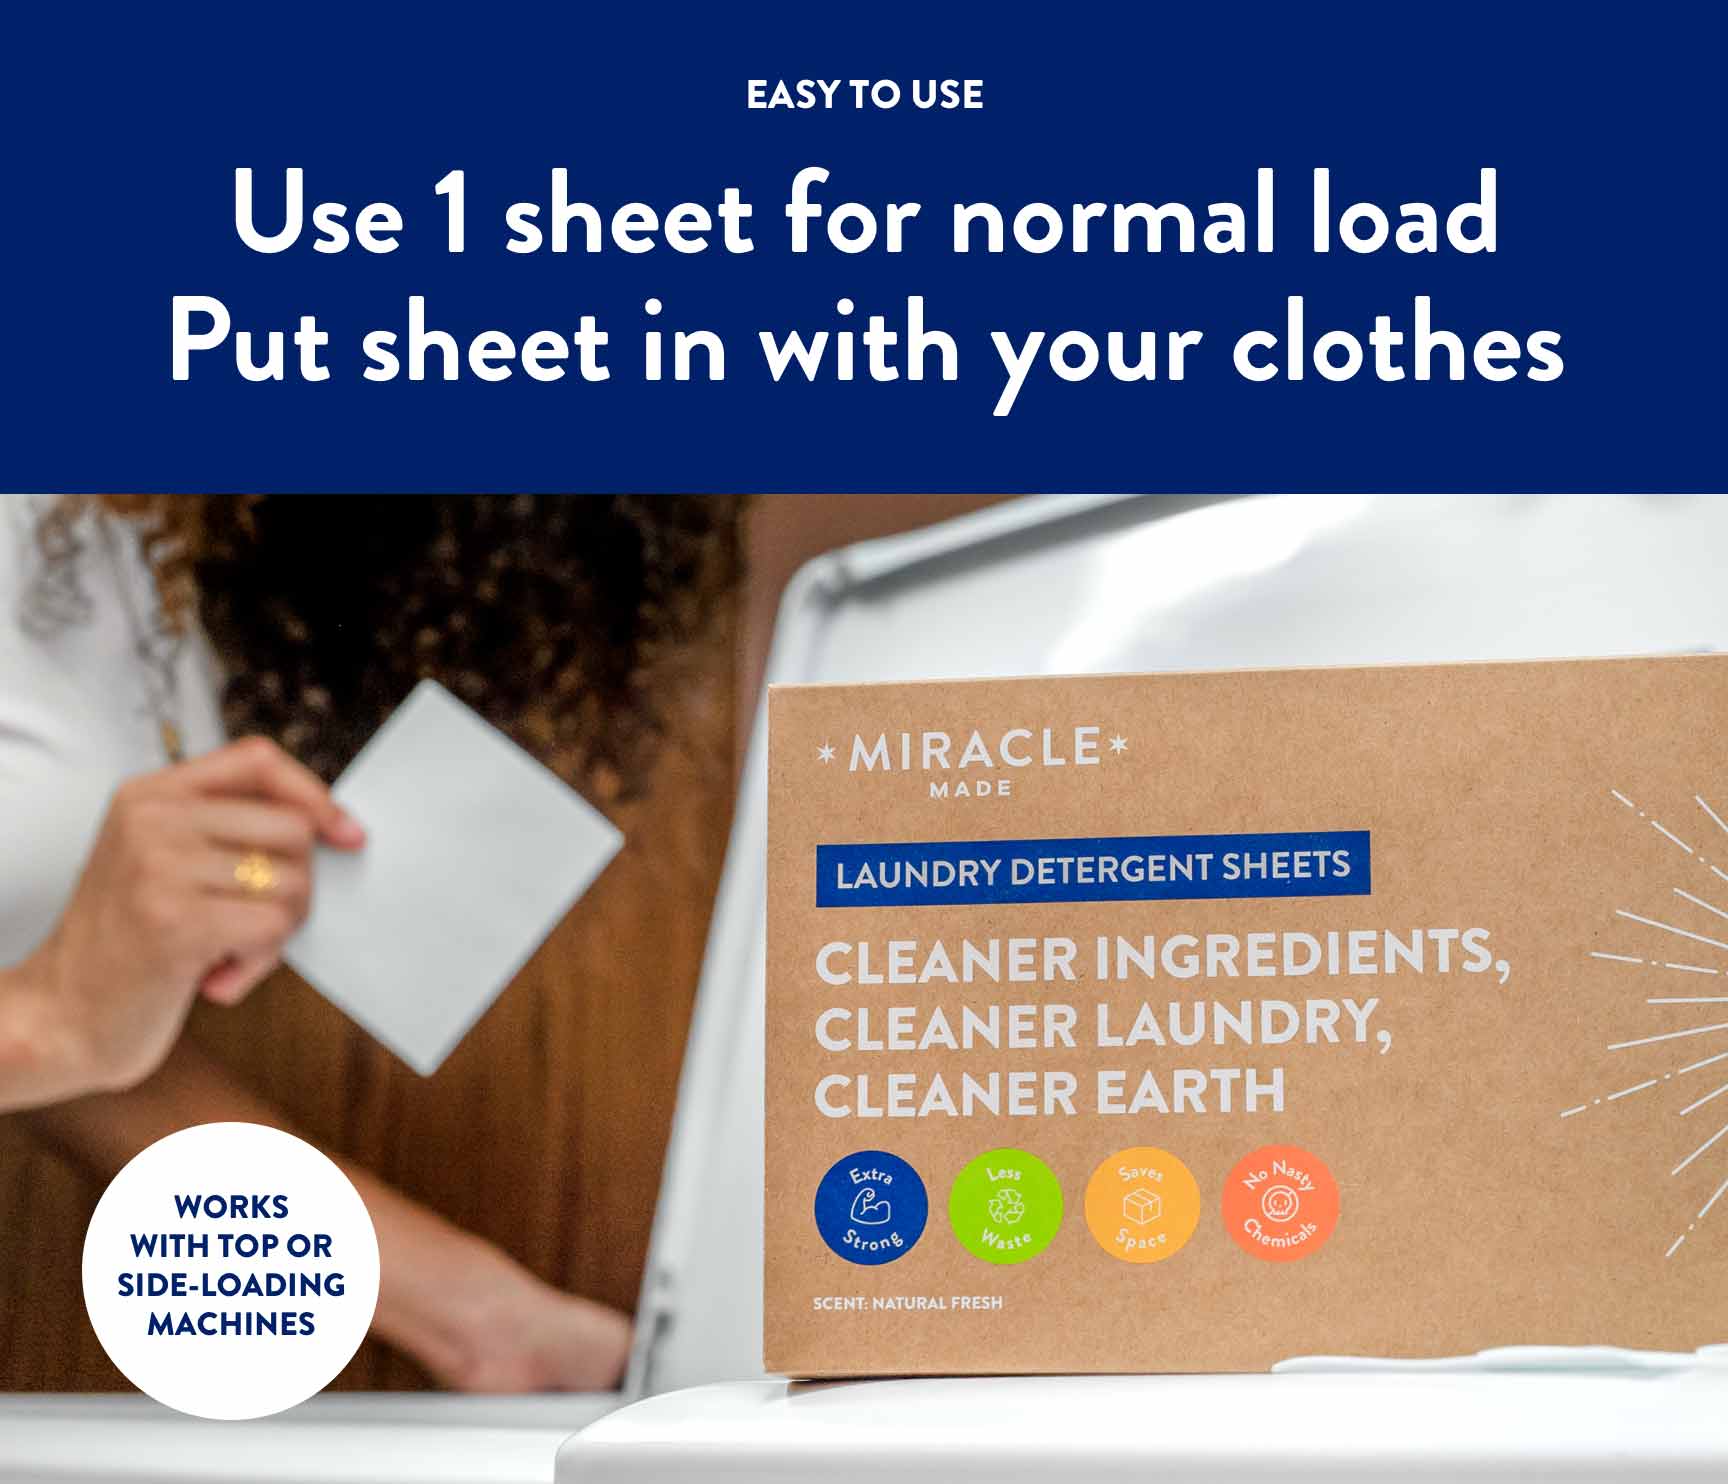 EASY TO USE
Use 1 sheet for normal load
Put sheet in with your clothes
MIRACLE
MADE
LAUNDRY DETERGENT SHEETS
CLEANER INGREDIENTS,
CLEANER LAUNDRY,
CLEANER EARTH
Extra
Strong
Less
Waste
Saves
Space
No Nasty
Chemicals
SCENT: NATURAL FRESH
WORKS
WITH TOP OR
SIDE-LOADING
MACHINES